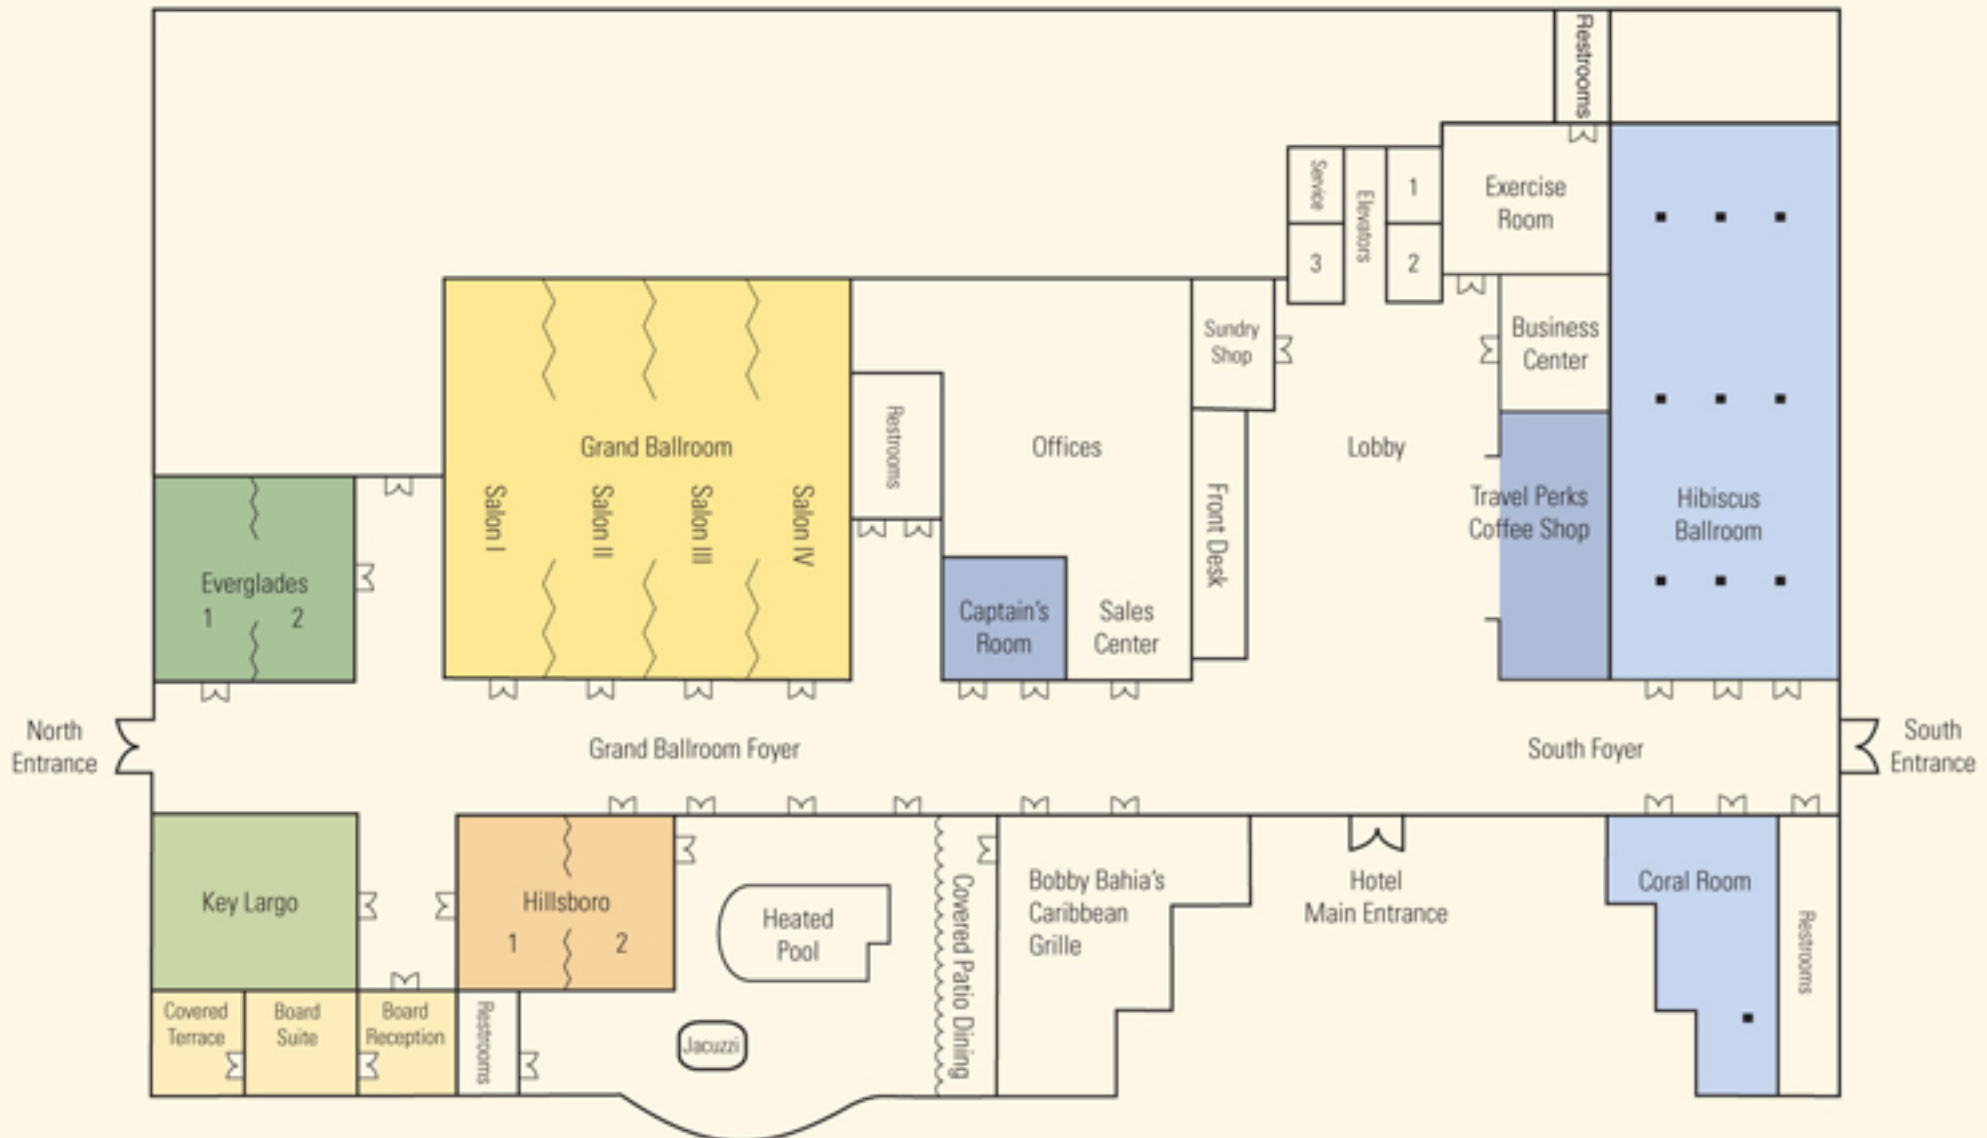 Restrooms
Service
Elevators
1
3
2
Exercise
Room
Sundry
Shop
Business
Center
Grand Ballroom
Salon I
Salon II
Salon III
Salon IV
Restrooms
Offices
Front Desk
Lobby
Travel Perks
Coffee Shop
Hibiscus
Ballroom
Everglades
1
2
Captain's
Room
Sales
Center
North
Entrance
Grand Ballroom Foyer
South Foyer
South
Entrance
Key Largo
Hillsboro
1
2
Heated
Pool
Covered Patio Dining
Bobby Bahia's
Caribbean
Grille
Hotel
Main Entrance
Coral Room
Restrooms
Covered
Terrace
Board
Suite
Board
Reception
Restrooms
Jacuzzi